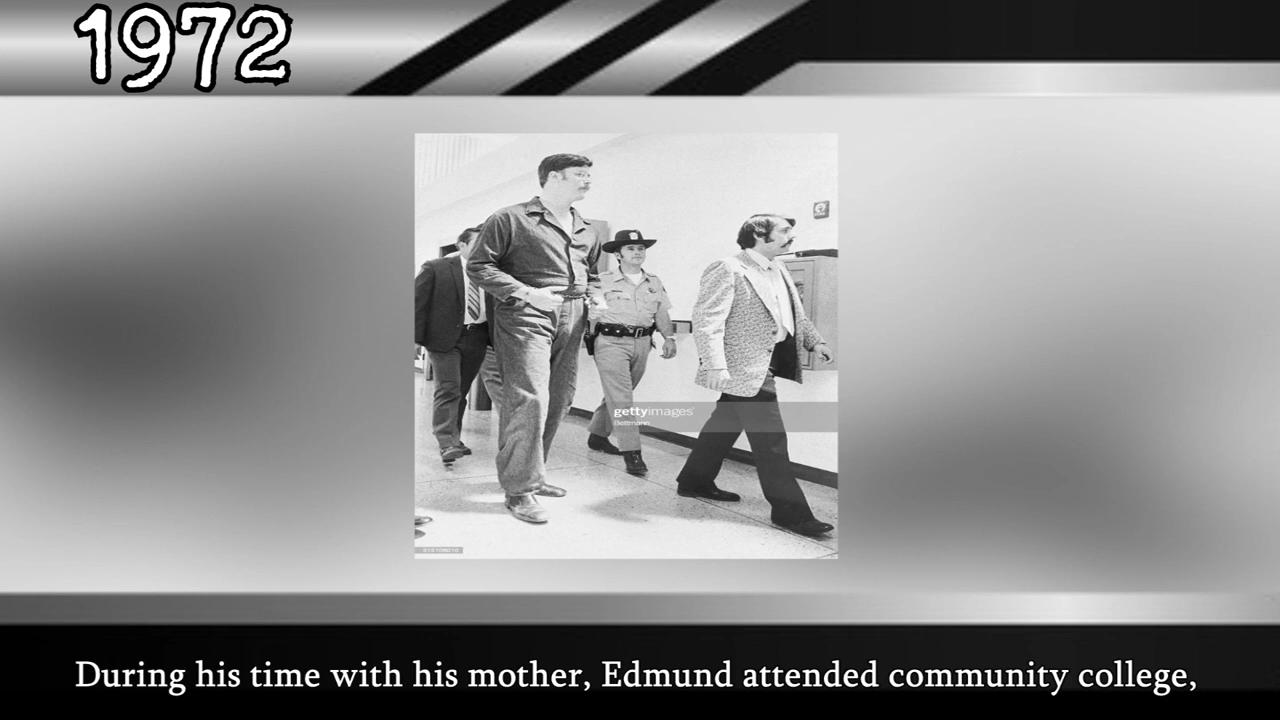 1972
gettyimages
Bettmann
During his time with his mother, Edmund attended community college,